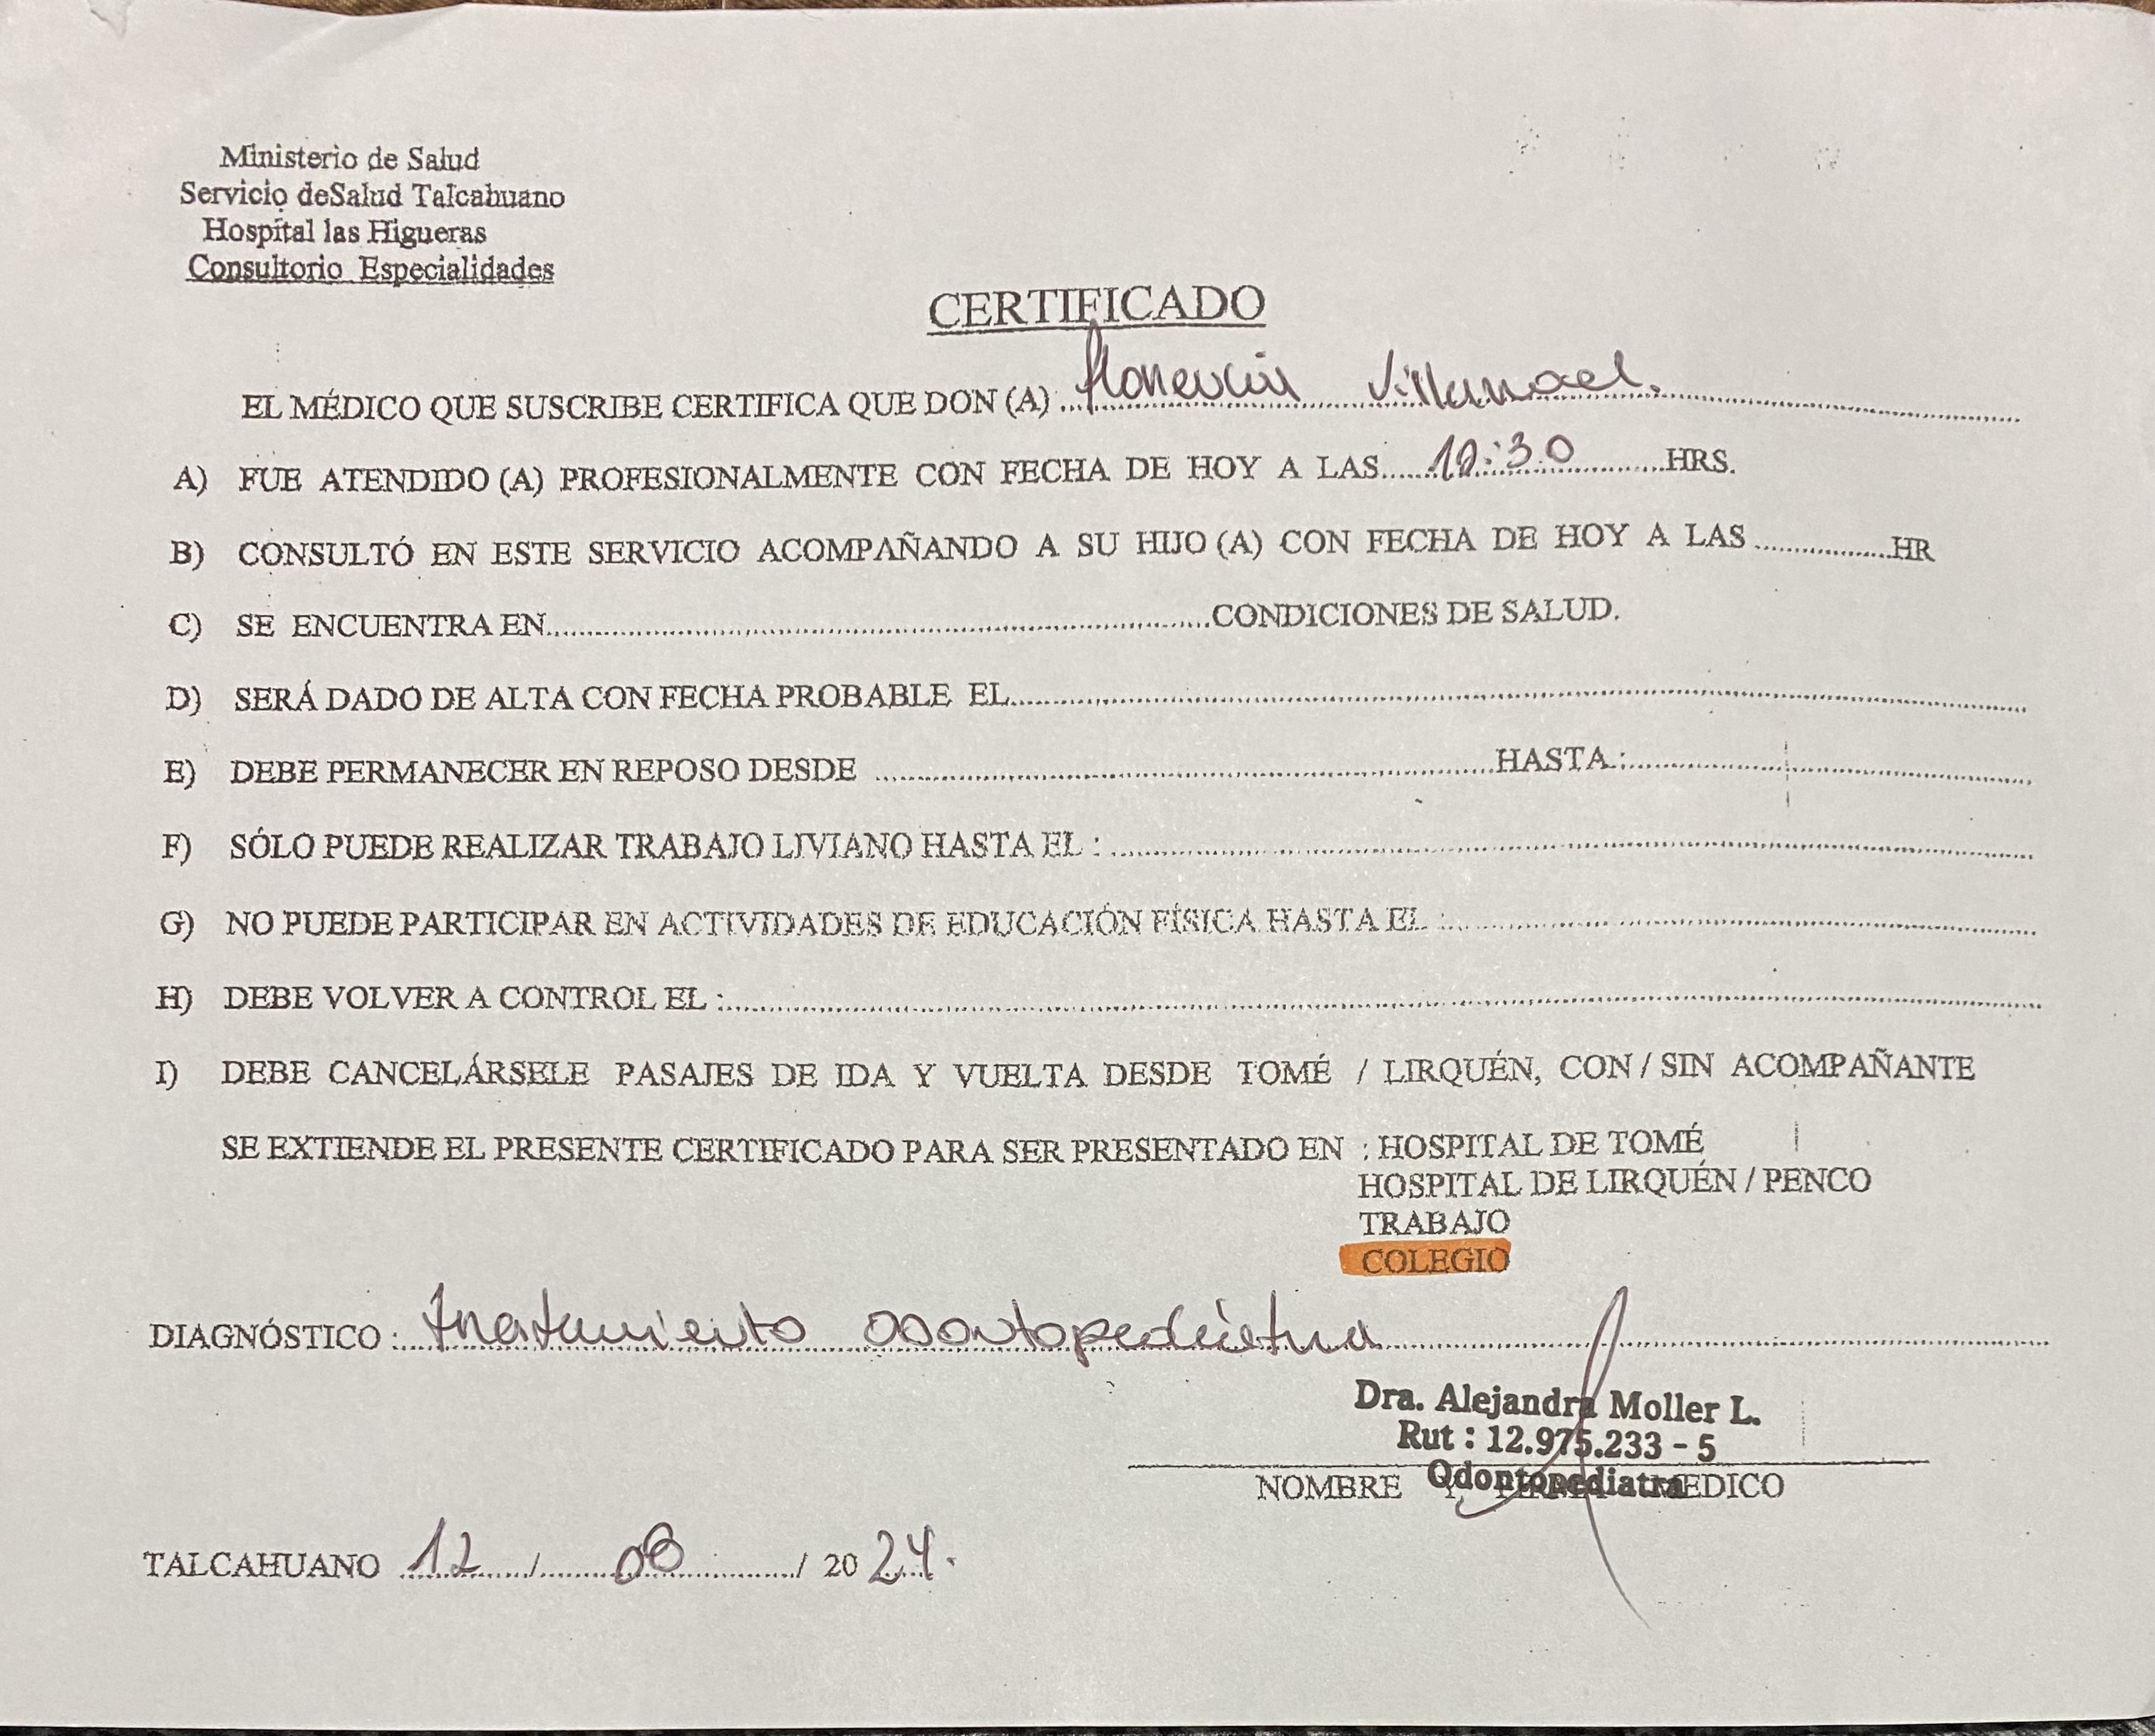 Ministerio de Salud
Servicio deSalud Talcahuano
Hospital las Higueras
Consultorio Especialidades
CERTIFICADO
EL MÉDICO QUE SUSCRIBE CERTIFICA QUE DON (A) Florencia
A) FUE ATENDIDO (A) PROFESIONALMENTE CON FECHA DE HOY A LAS HRS.
B) CONSULTÓ EN ESTE SERVICIO ACOMPAÑANDO A SU HIJO (A) CON FECHA DE HOY A LAS HR
C) SE ENCUENTRA EN CONDICIONES DE SALUD.
D) SERÁ DADO DE ALTA CON FECHA PROBABLE EL
E) DEBE PERMANECER EN REPOSO DESDE HASTA :
F) SÓLO PUEDE REALIZAR TRABAJO LIVIANO HASTA EL :
G) NO PUEDE PARTICIPAR EN ACTIVIDADES DE EDUCACIÓN FÍSICA HASTA EL :
H) DEBE VOLVER A CONTROL EL :
I) DEBE CANCELÁRSELE PASAJES DE IDA Y VUELTA DESDE TOMÉ / LIRQUÉN, CON / SIN ACOMPAÑANTE
SE EXTIENDE EL PRESENTE CERTIFICADO PARA SER PRESENTADO EN : HOSPITAL DE TOMÉ
HOSPITAL DE LIRQUÉN / PENCO
TRABAJO
COLEGIO
DIAGNÓSTICO : tratamiento odontopediatra
Dra. Alejandra Moller L.
Rut : 12.975.233 - 5
Odontopediatra
NOMBRE Y MEDICO
TALCAHUANO 12 / 08 / 2024.